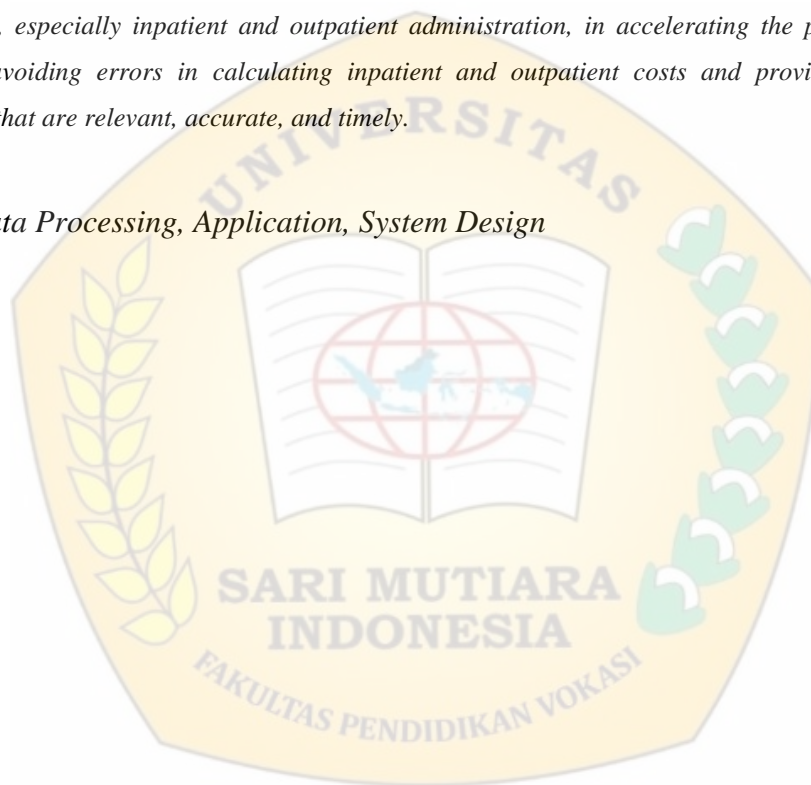 , especially inpatient and outpatient administration, in accelerating the p
voiding errors in calculating inpatient and outpatient costs and provi
that are relevant, accurate, and timely.
ta Processing, Application, System Design
UNIVERSITAS
SARI MUTIARA
INDONESIA
FAKULTAS PENDIDIKAN VOKASI